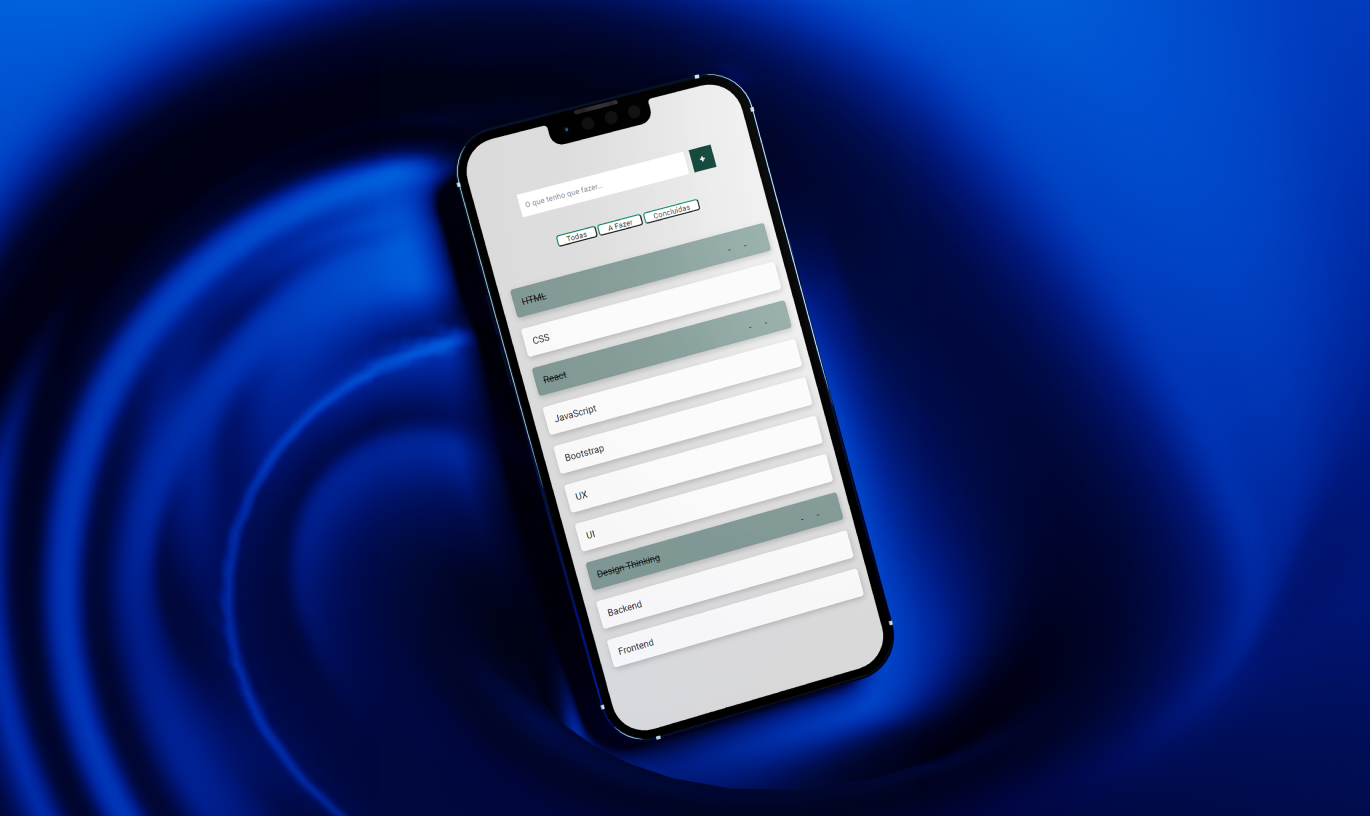 O que tenho que fazer...
+
Todas A Fazer Concluídas
HTML
- -
CSS
React
- -
JavaScript
Bootstrap
UX
UI
Design Thinking
- -
Backend
Frontend